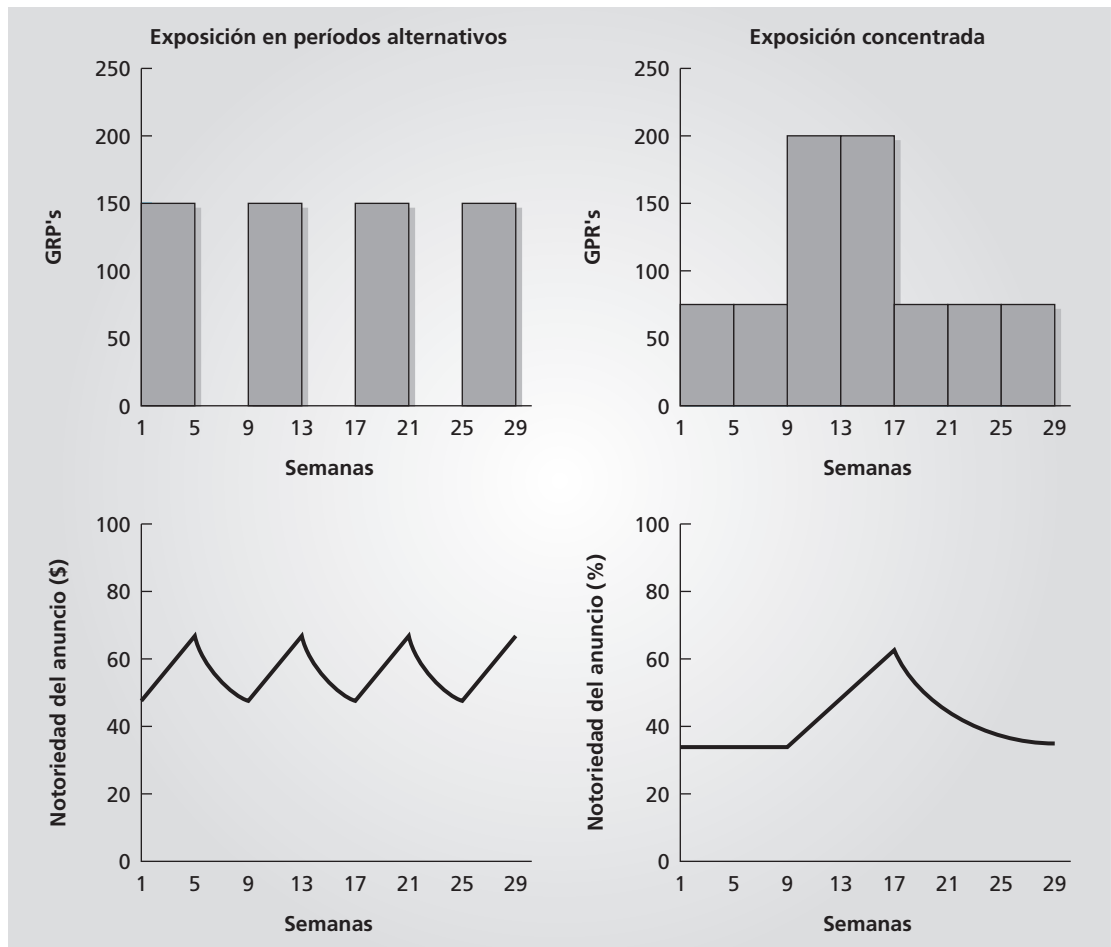 Exposición en períodos alternativos
250
200
150
100
50
0
GRP's
1 5 9 13 17 21 25 29
Semanas
Exposición concentrada
250
200
150
100
50
0
GPR's
1 5 9 13 17 21 25 29
Semanas
100
80
60
40
20
0
Notoriedad del anuncio ($)
1 5 9 13 17 21 25 29
Semanas
100
80
60
40
20
0
Notoriedad del anuncio (%)
1 5 9 13 17 21 25 29
Semanas